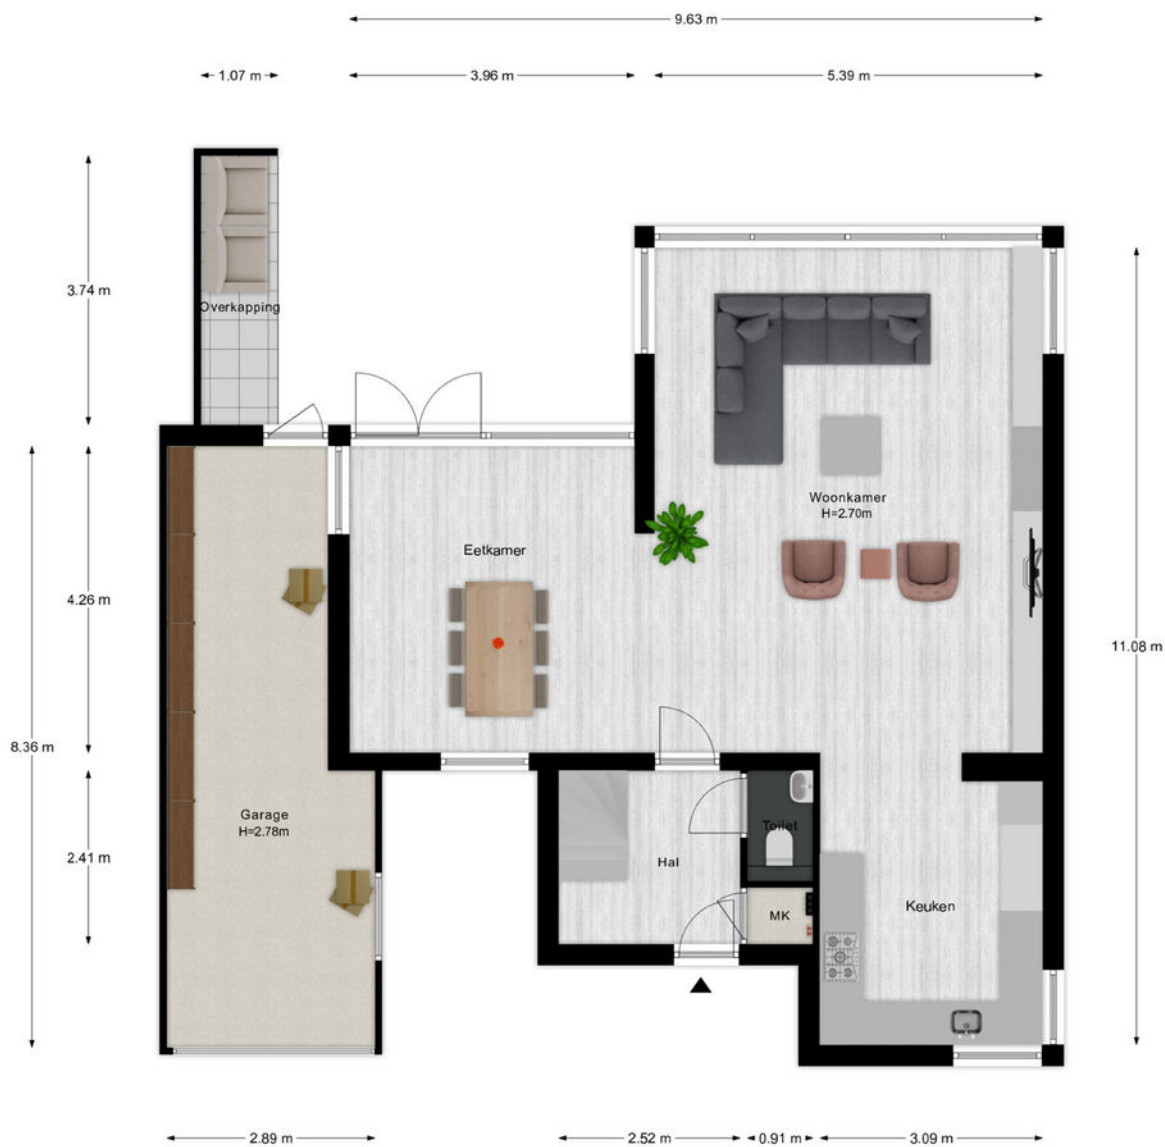 9.63 m
1.07 m
3.96 m
5.39 m
3.74 m
Overkapping
Woonkamer
H=2.70m
Eetkamer
4.26 m
11.08 m
8.36 m
Garage
H=2.78m
Toilet
2.41 m
Hal
Keuken
MK
2.89 m
2.52 m
0.91 m
3.09 m